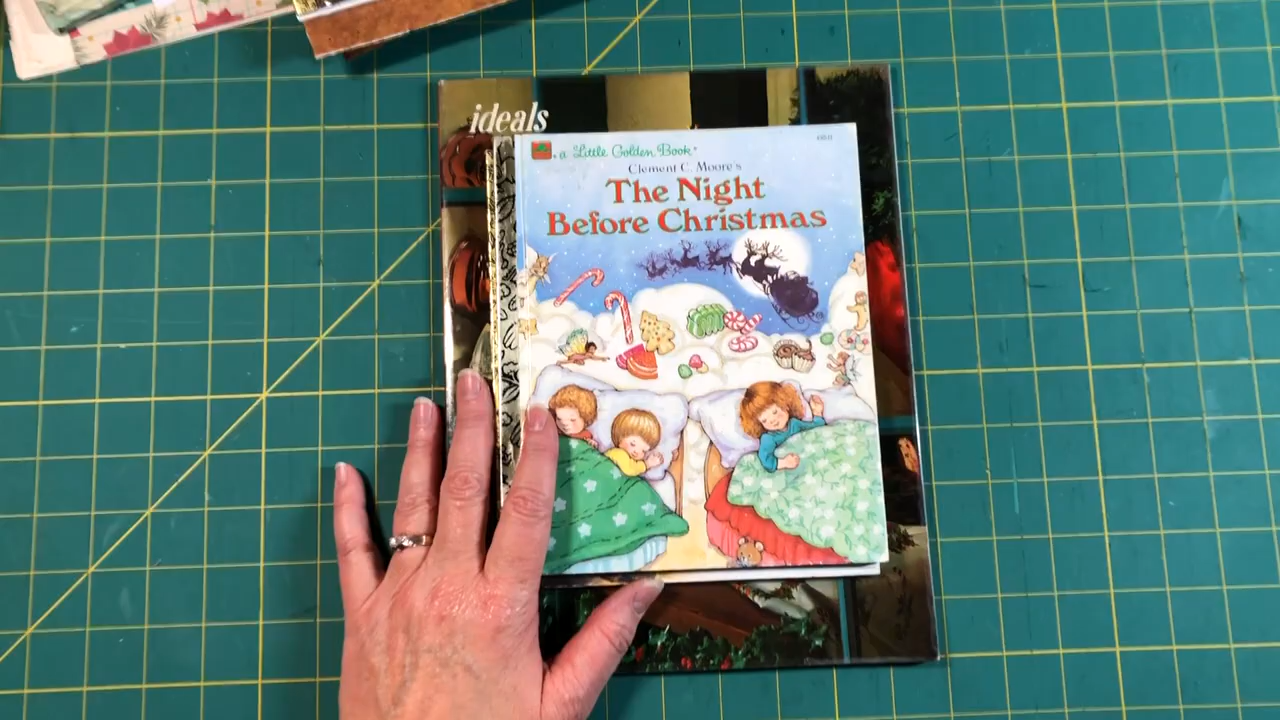 ideals
a Little Golden Book
Clement C. Moore's
The Night
Before Christmas